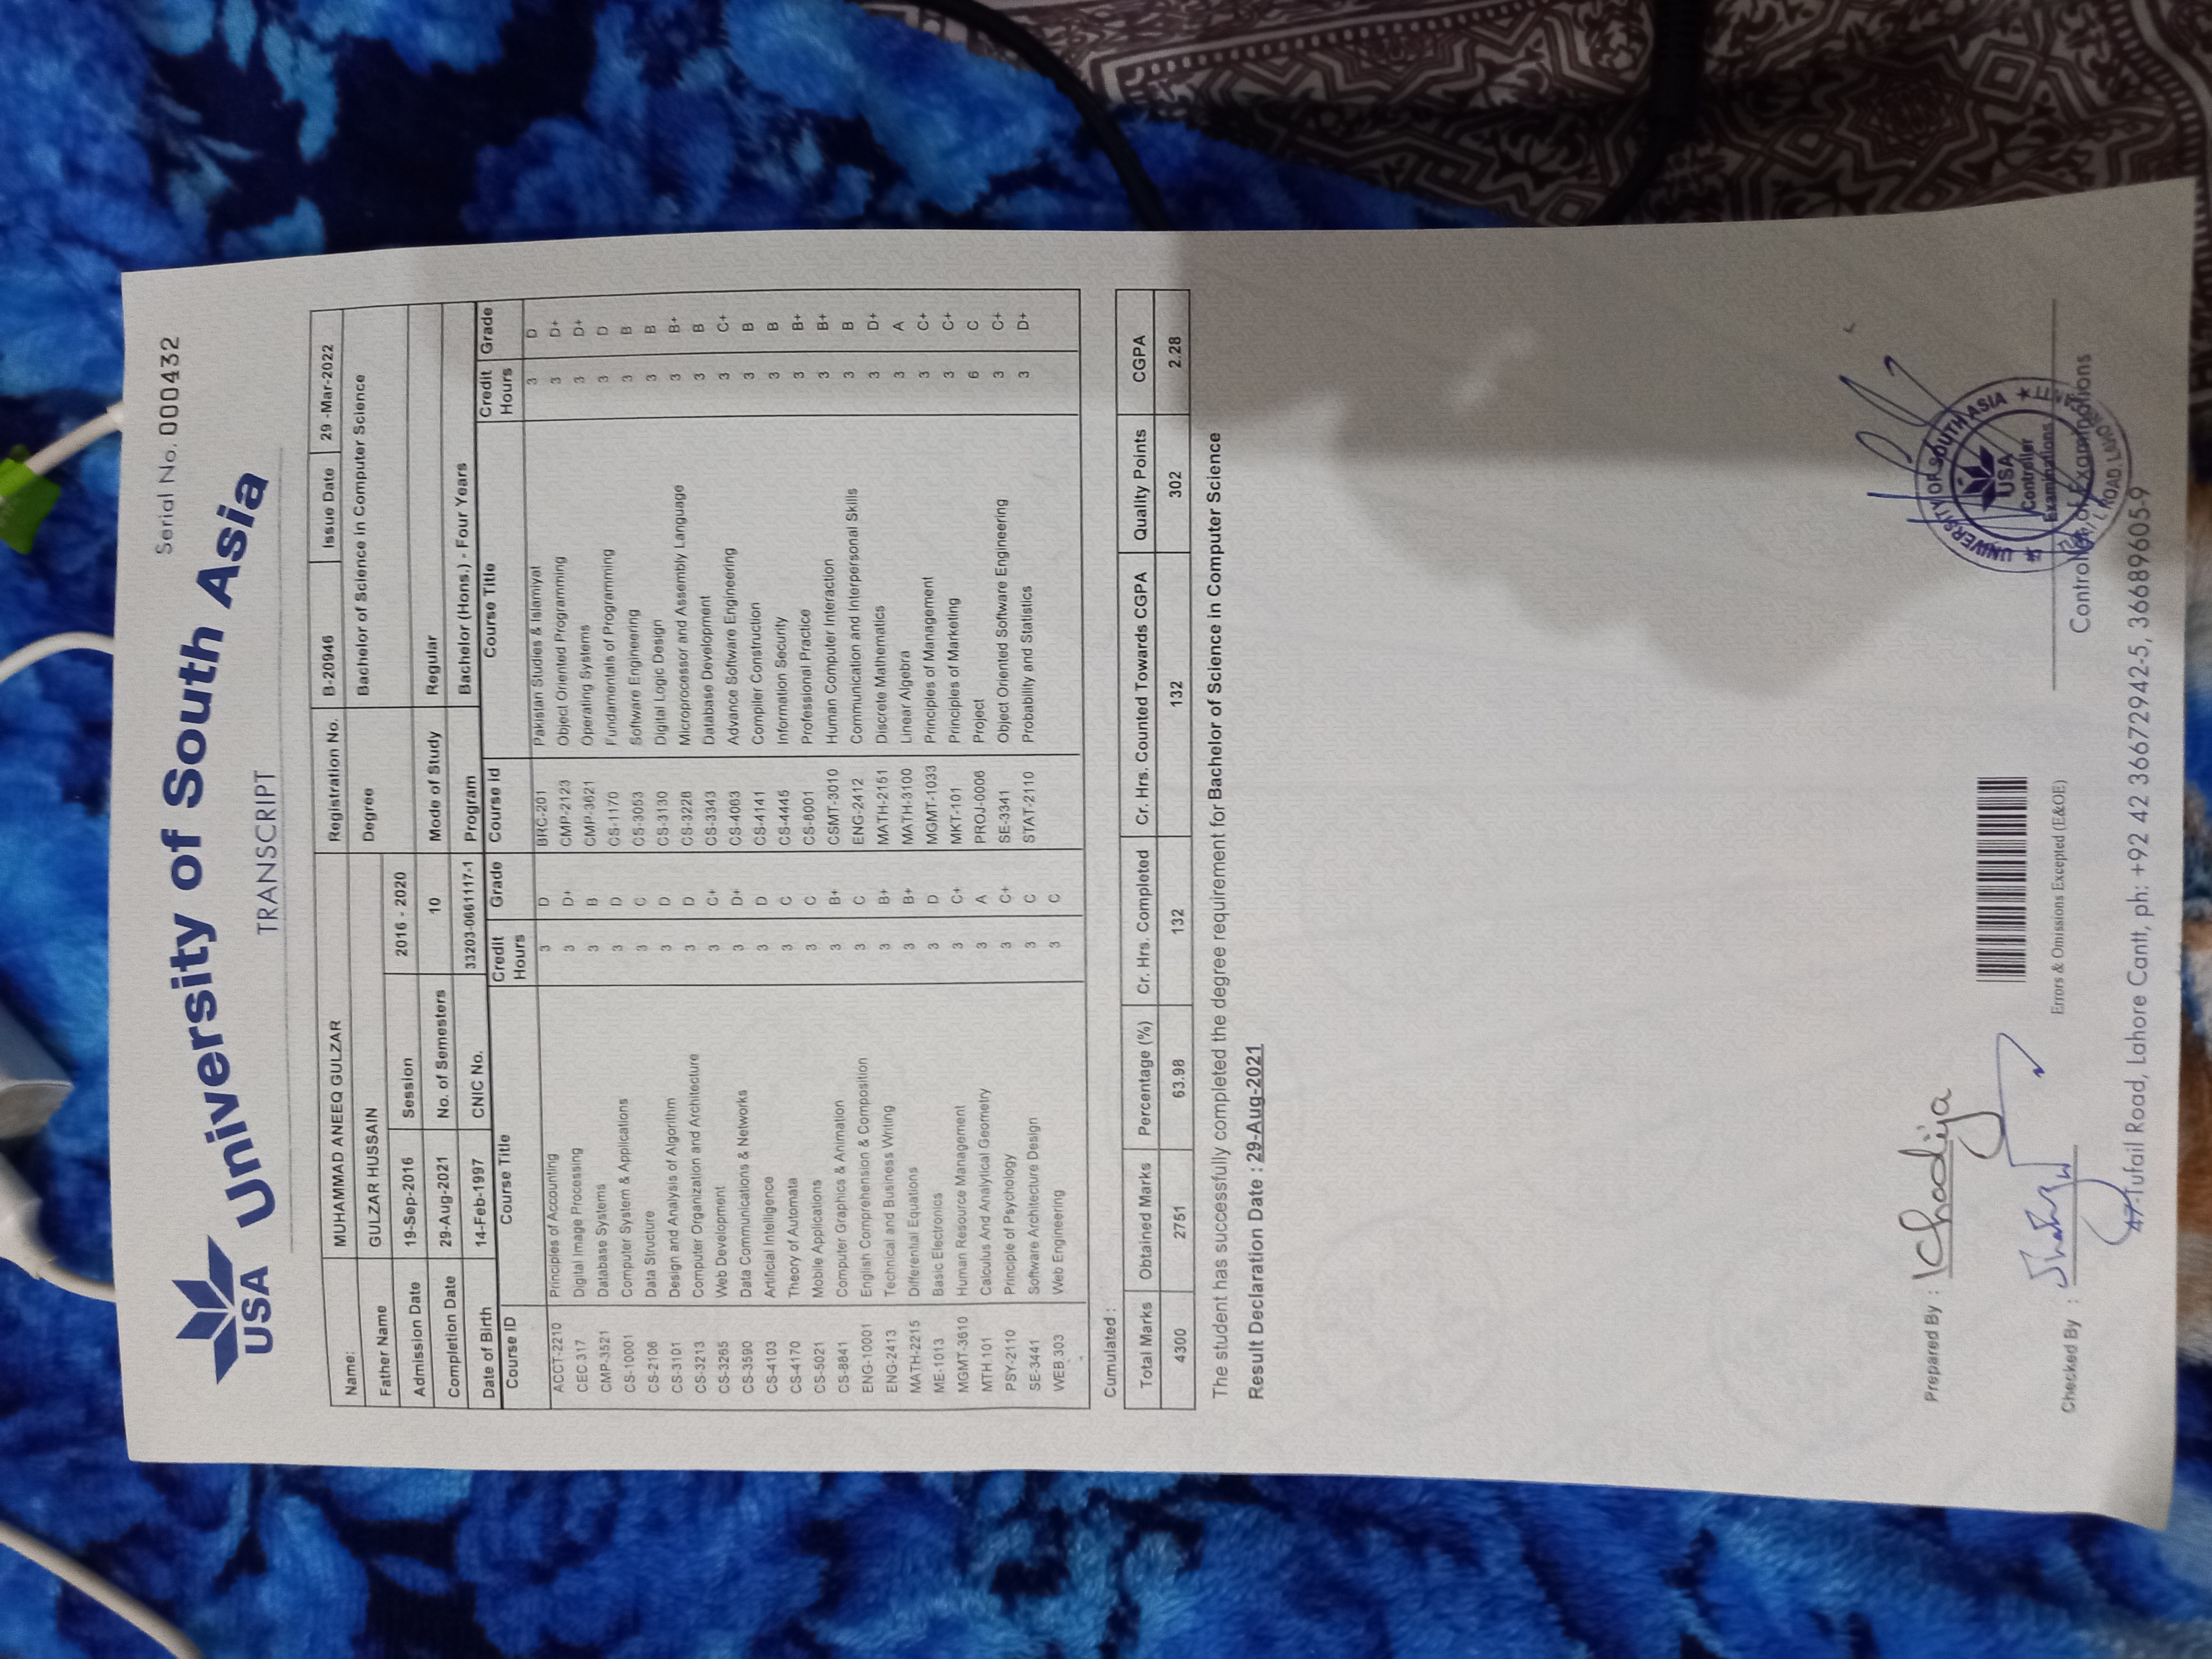 Serial No. 000432
USA
University of South Asia
TRANSCRIPT
Name: MUHAMMAD ANEEQ GULZAR Registration No. B-20946 Issue Date 29 -Mar-2022
Father Name GULZAR HUSSAIN Degree Bachelor of Science in Computer Science
Admission Date 19-Sep-2016 Session 2016 - 2020
Completion Date 29-Aug-2021 No. of Semesters 10 Mode of Study Regular
Date of Birth 14-Feb-1997 CNIC No. 33203-0661117-1 Program Bachelor (Hons.) - Four Years
Course ID Course Title Credit Hours Grade Course id Course Title Credit Hours Grade
ACCT-2210 Principles of Accounting 3 D BRC-201 Pakistan Studies & Islamiyat 3 D
CEC.317 Digital Image Processing 3 D+ CMP-2123 Object Oriented Programming 3 D+
CMP-3521 Database Systems 3 B CMP-3621 Operating Systems 3 D+
CS-10001 Computer System & Applications 3 D CS-1170 Fundamentals of Programming 3 D
CS-2106 Data Structure 3 C CS-3053 Software Engineering 3 B
CS-3101 Design and Analysis of Algorithm 3 D CS-3130 Digital Logic Design 3 B
CS-3213 Computer Organization and Architecture 3 D CS-3228 Microprocessor and Assembly Language 3 B+
CS-3265 Web Development 3 C+ CS-3343 Database Development 3 B
CS-3590 Data Communications & Networks 3 D+ CS-4063 Advance Software Engineering 3 C+
CS-4103 Artificial Intelligence 3 D CS-4141 Compiler Construction 3 B
CS-4170 Theory of Automata 3 C CS-4445 Information Security 3 B
CS-5021 Mobile Applications 3 C CS-8001 Professional Practice 3 B+
CS-8841 Computer Graphics & Animation 3 B+ CSMT-3010 Human Computer Interaction 3 B+
ENG-10001 English Comprehension & Composition 3 C ENG-2412 Communication and Interpersonal Skills 3 B
ENG-2413 Technical and Business Writing 3 B+ MATH-2151 Discrete Mathematics 3 D+
MATH-2215 Differential Equations 3 B+ MATH-3100 Linear Algebra 3 A
ME-1013 Basic Electronics 3 D MGMT-1033 Principles of Management 3 C+
MGMT-3610 Human Resource Management 3 C+ MKT-101 Principles of Marketing 3 C+
MTH.101 Calculus And Analytical Geometry 3 A PROJ-0006 Project 6 C
PSY-2110 Principle of Psychology 3 C+ SE-3341 Object Oriented Software Engineering 3 C+
SE-3441 Software Architecture Design 3 C STAT-2110 Probability and Statistics 3 D+
WEB.303 Web Engineering 3 C
Cumulated :
Total Marks Obtained Marks Percentage (%) Cr. Hrs. Completed Cr. Hrs. Counted Towards CGPA Quality Points CGPA
4300 2751 63.98 132 132 302 2.28
The student has successfully completed the degree requirement for Bachelor of Science in Computer Science
Result Declaration Date : 29-Aug-2021
Prepared By : Khadija
UNIVERSITY OF SOUTH ASIA
USA
Controller
Examinations
Checked By :
Errors & Omissions Excepted (E&OE)
Controller of Examinations
47-Tufail Road, Lahore Cantt, ph: +92 42 36672942-5, 36689605-9